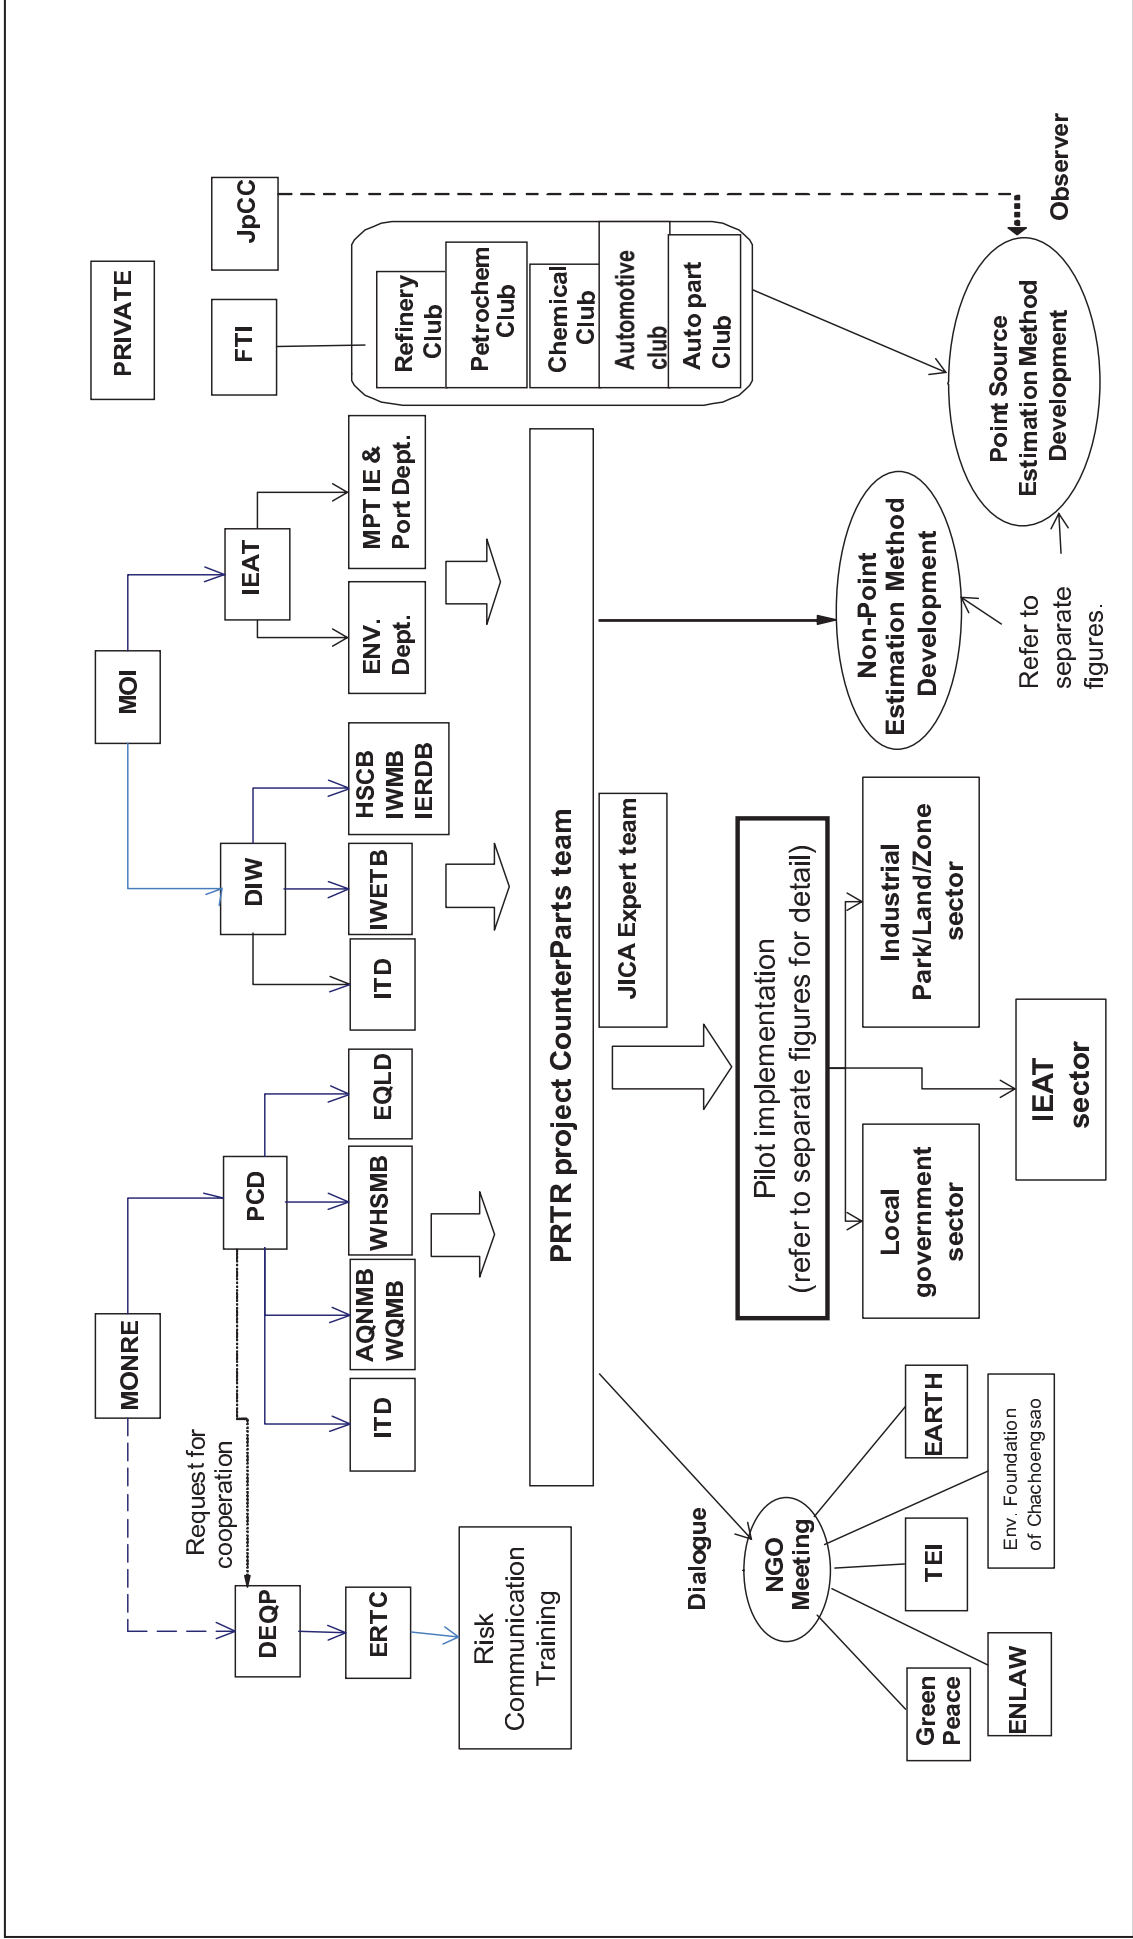 MONRE
MOI
PRIVATE
Request for
cooperation
DEQP
PCD
DIW
IEAT
FTI
JpCC
ERTC
ITD
AQNMB
WQMB
WHSMB
EQLD
ITD
IWETB
HSCB
IWMB
IERDB
ENV.
Dept.
MPT IE &
Port Dept.
Refinery
Club
Petrochem
Club
Chemical
Club
Automotive
club
Auto part
Club
Risk
Communication
Training
PRTR project CounterParts team
JICA Expert team
Dialogue
NGO
Meeting
Pilot implementation
(refer to separate figures for detail)
Green
Peace
ENLAW
TEI
Env. Foundation
of Chachoengsao
EARTH
Local
government
sector
IEAT
sector
Industrial
Park/Land/Zone
sector
Non-Point
Estimation Method
Development
Refer to
separate
figures.
Point Source
Estimation Method
Development
Observer